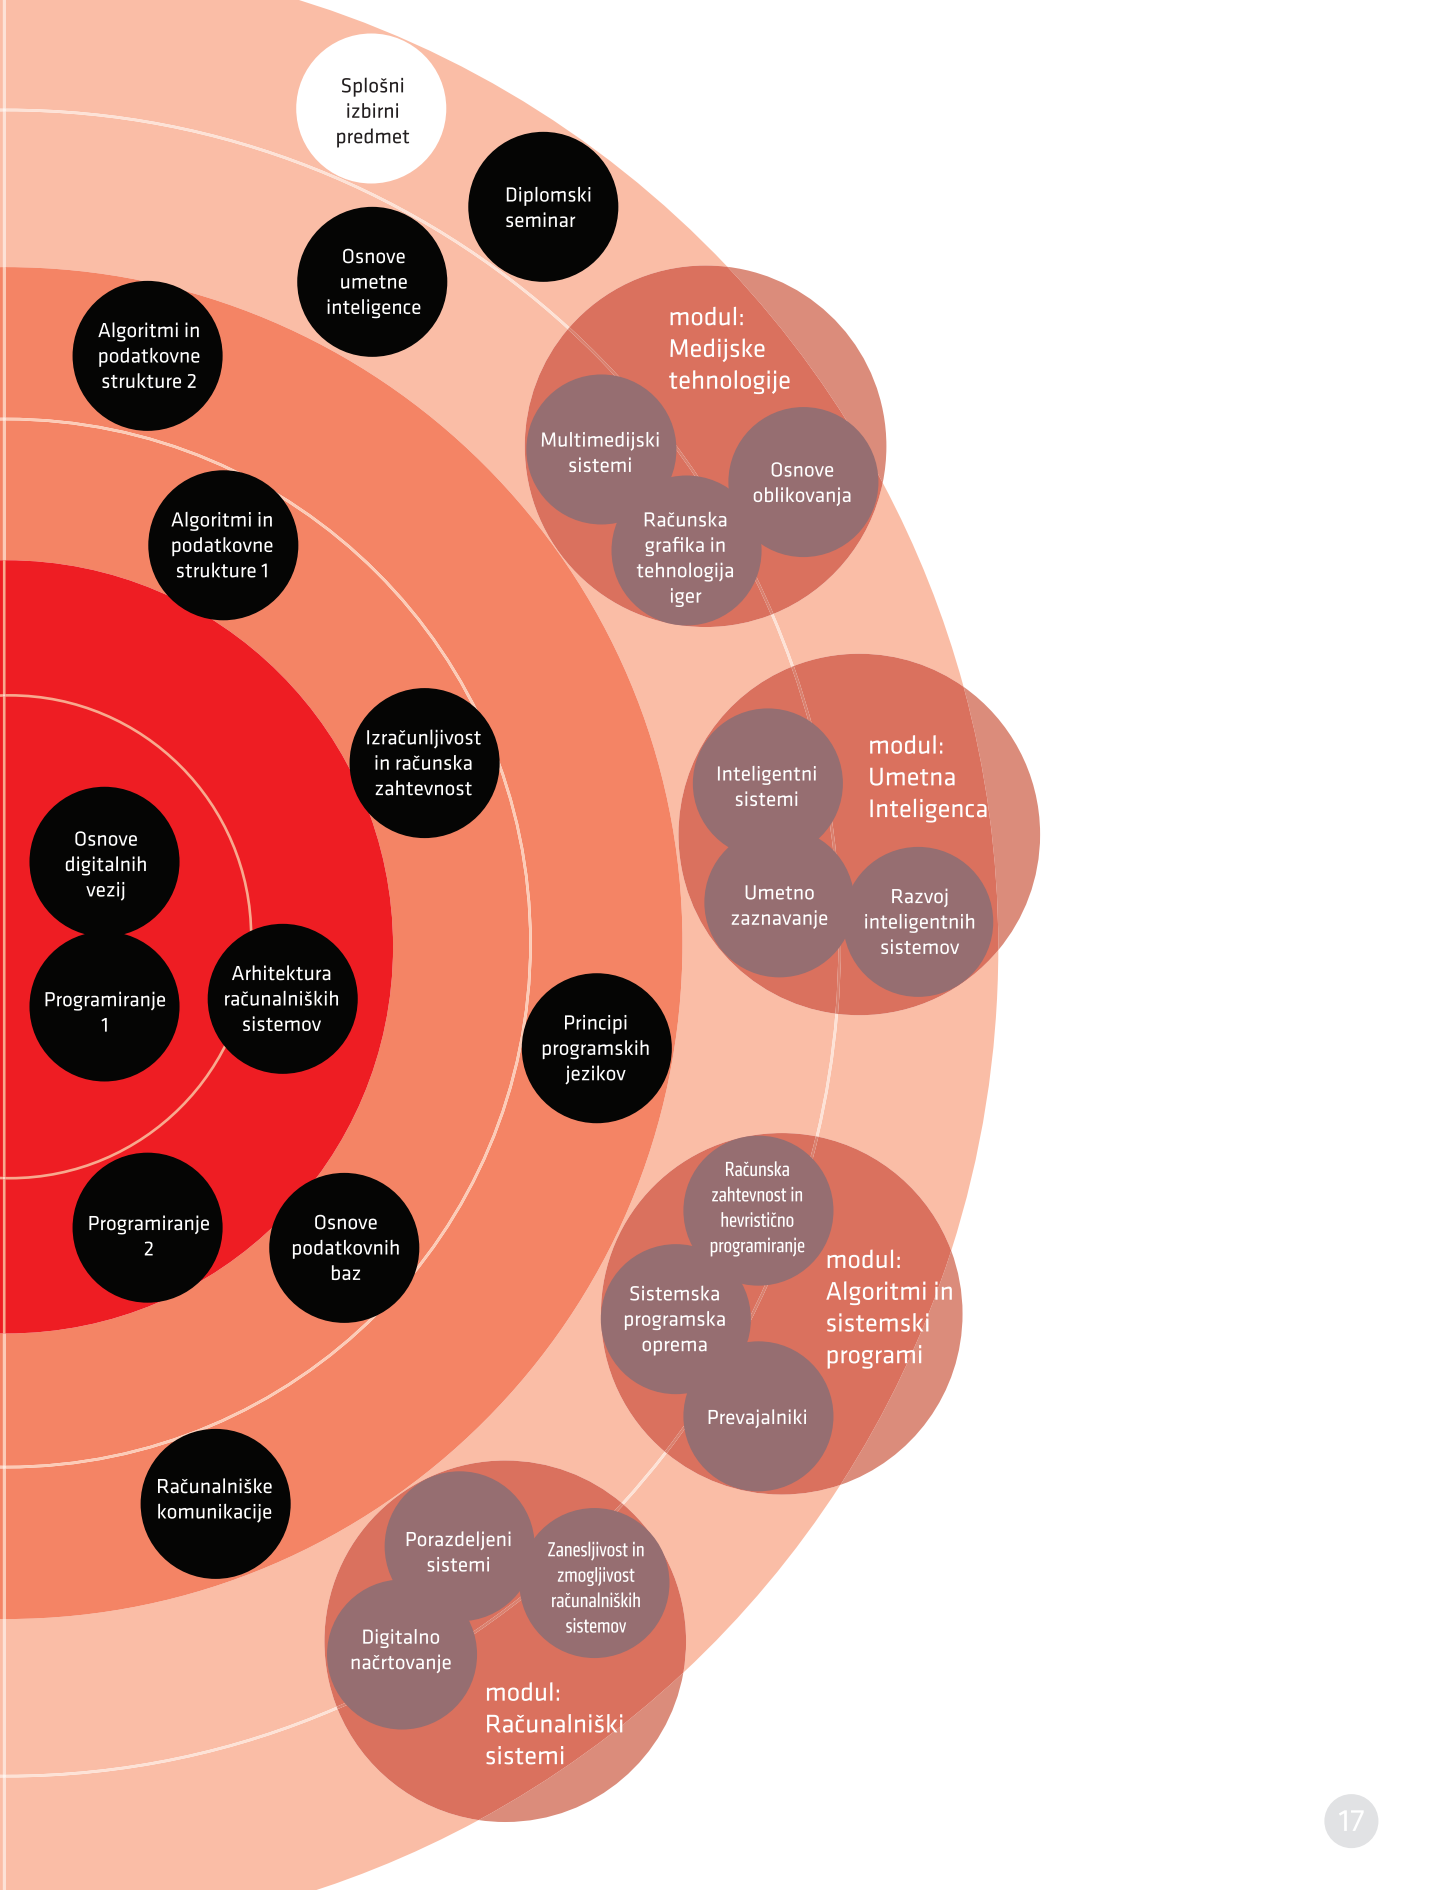 Splošni
izbirni
predmet
Diplomski
seminar
Osnove
umetne
inteligence
Algoritmi in
podatkovne
strukture 2
modul:
Medijske
tehnologije
Multimedijski
sistemi
Osnove
oblikovanja
Računska
grafika in
tehnologija
iger
Algoritmi in
podatkovne
strukture 1
Izračunljivost
in računska
zahtevnost
modul:
Umetna
Inteligenca
Inteligentni
sistemi
Umetno
zaznavanje
Razvoj
inteligentnih
sistemov
Osnove
digitalnih
vezij
Programiranje
1
Arhitektura
računalniških
sistemov
Principi
programskih
jezikov
Programiranje
2
Osnove
podatkovnih
baz
Računska
zahtevnost in
hevristično
programiranje
modul:
Algoritmi in
sistemski
programi
Sistemska
programska
oprema
Prevajalniki
Računalniške
komunikacije
Porazdeljeni
sistemi
Zanesljivost in
zmogljivost
računalniških
sistemov
Digitalno
načrtovanje
modul:
Računalniški
sistemi
17